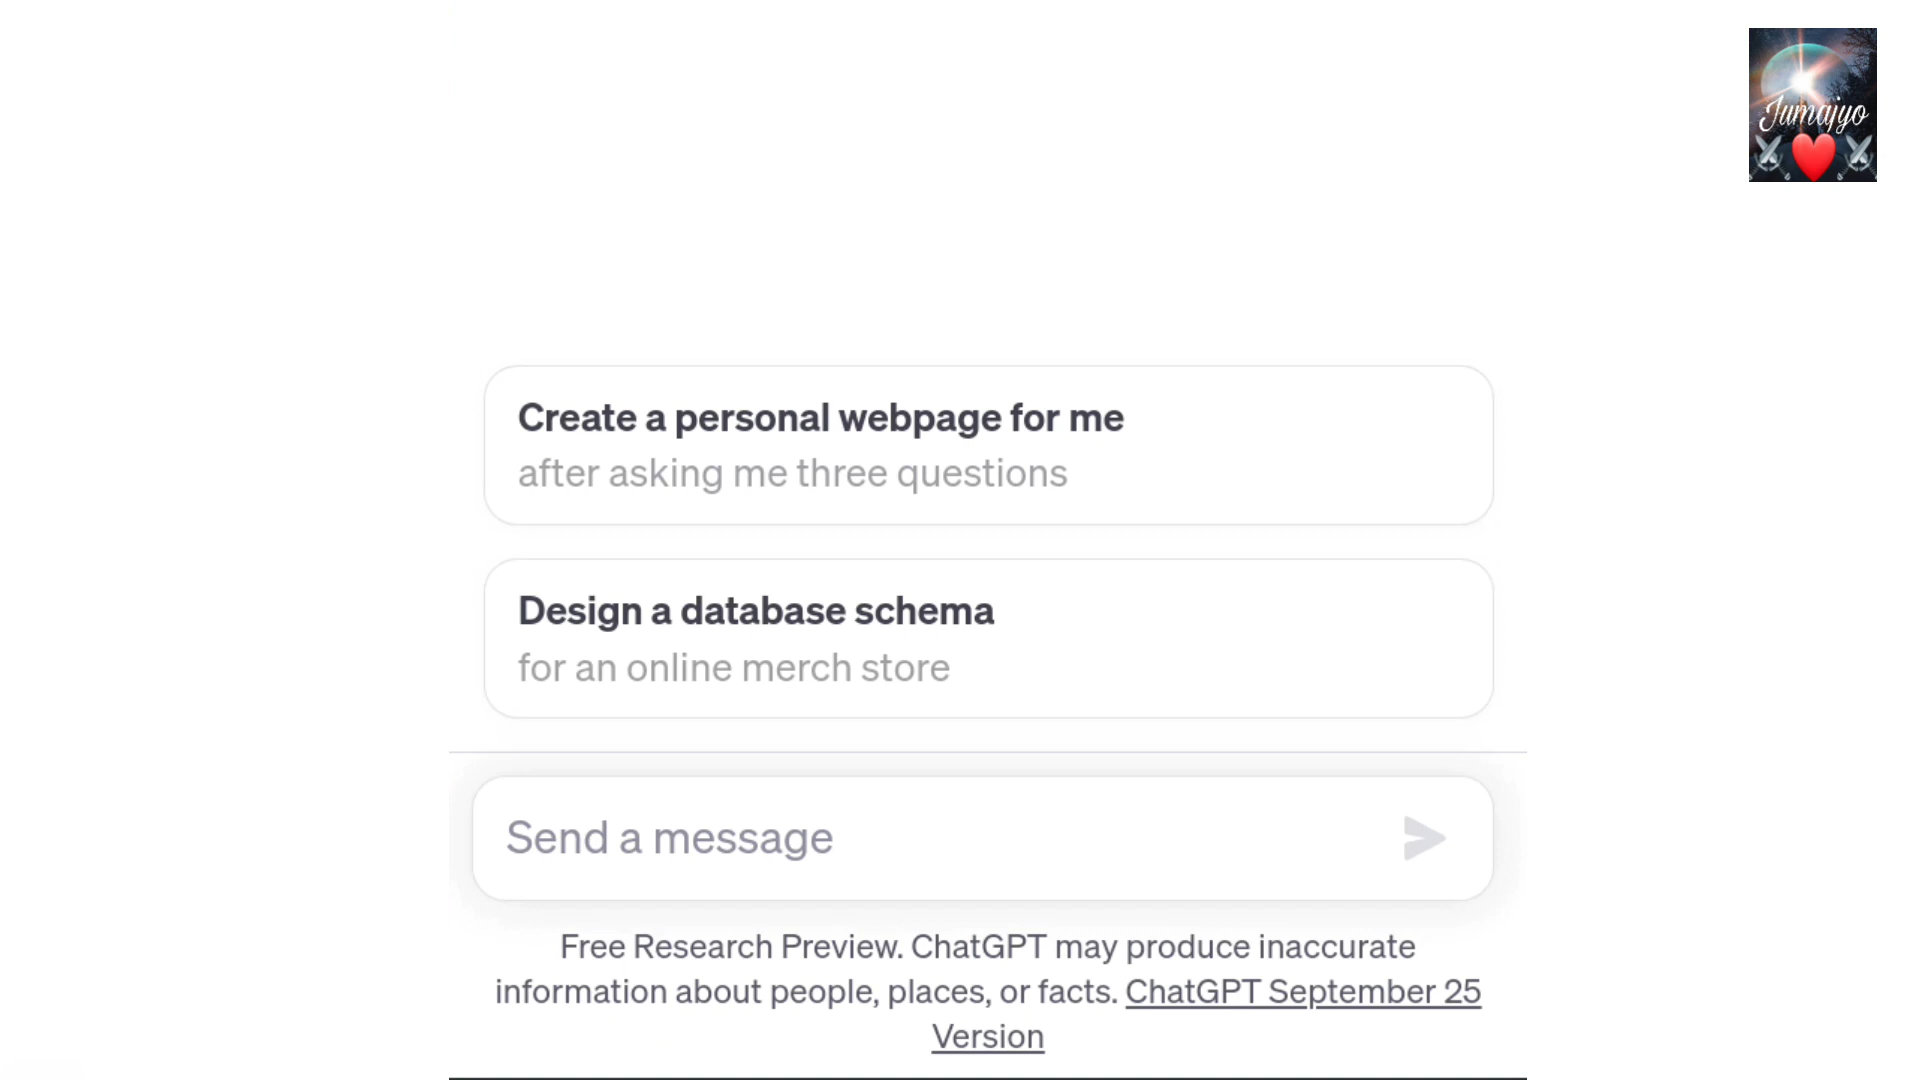 Jumajyo
Create a personal webpage for me
after asking me three questions
Design a database schema
for an online merch store
Send a message
Free Research Preview. ChatGPT may produce inaccurate
information about people, places, or facts. ChatGPT September 25
Version